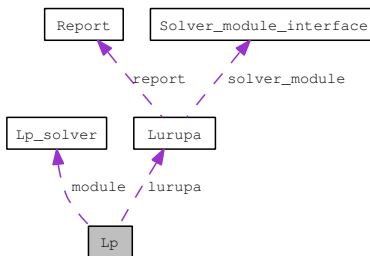 Report
Solver_module_interface
report
solver_module
Lp_solver
Lurupa
module
lurupa
Lp